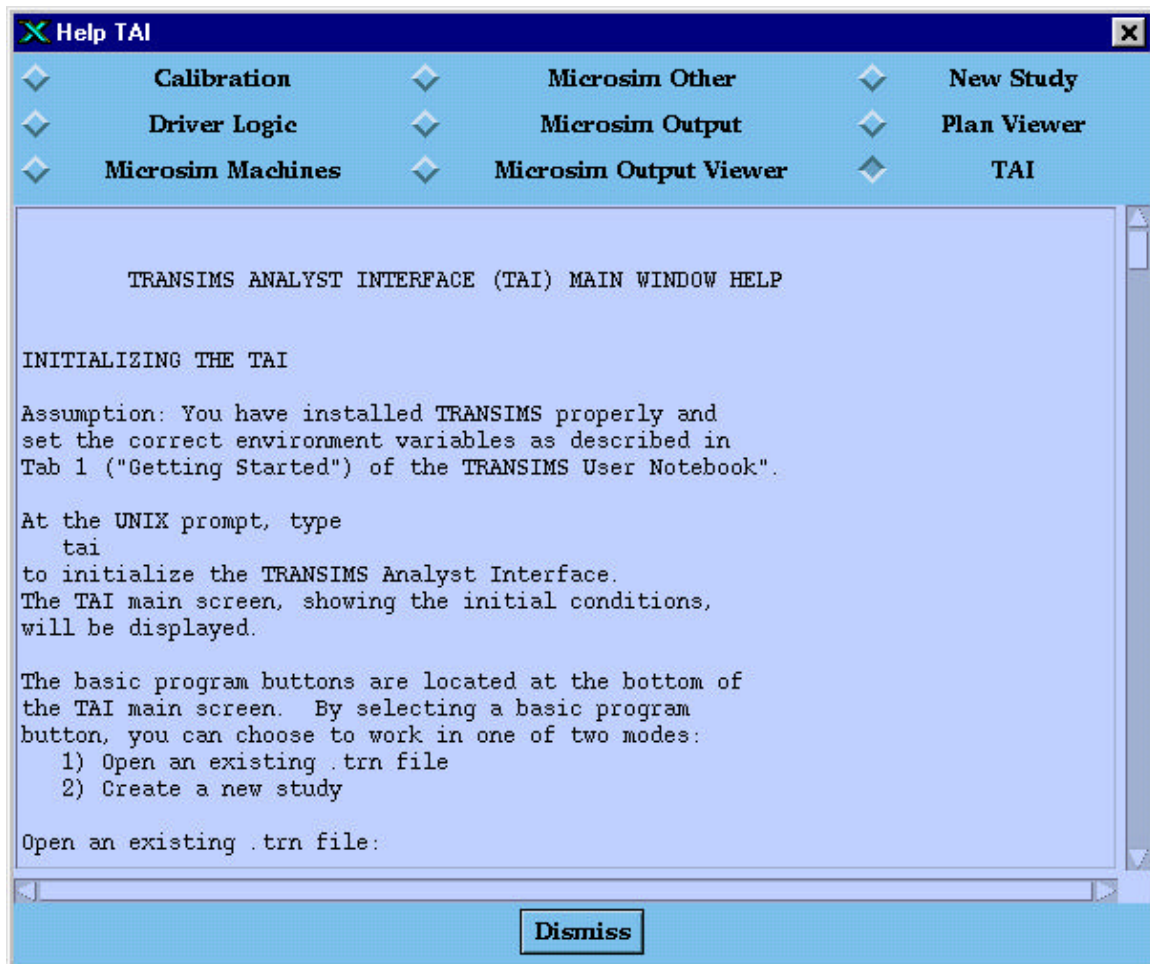 Help TAI
Calibration Microsim Other New Study
Driver Logic Microsim Output Plan Viewer
Microsim Machines Microsim Output Viewer TAI
TRANSIMS ANALYST INTERFACE (TAI) MAIN WINDOW HELP
INITIALIZING THE TAI
Assumption: You have installed TRANSIMS properly and
set the correct environment variables as described in
Tab 1 ("Getting Started") of the TRANSIMS User Notebook".
At the UNIX prompt, type
tai
to initialize the TRANSIMS Analyst Interface.
The TAI main screen, showing the initial conditions,
will be displayed.
The basic program buttons are located at the bottom of
the TAI main screen.  By selecting a basic program
button, you can choose to work in one of two modes:
1) Open an existing .trn file
2) Create a new study
Open an existing .trn file:
Dismiss